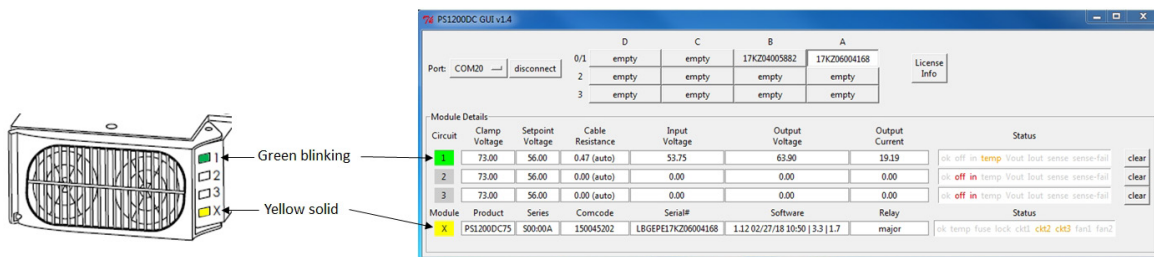 PS1200DC GUI v1.4
D C B A
Port: COM20 disconnect
0/1 empty empty 17KZ04005882 17KZ06004168
2 empty empty empty empty
3 empty empty empty empty
License
Info
Module Details
Circuit Clamp Voltage Setpoint Voltage Cable Resistance Input Voltage Output Voltage Output Current Status
1 73.00 56.00 0.47 (auto) 53.75 63.90 19.19 ok off in temp Vout Iout sense sense-fail clear
2 73.00 56.00 0.00 (auto) 0.00 0.00 0.00 ok off in temp Vout Iout sense sense-fail clear
3 73.00 56.00 0.00 (auto) 0.00 0.00 0.00 ok off in temp Vout Iout sense sense-fail clear
Module Product Series Comcode Serial# Software Relay Status
X PS1200DC75 S00:00A 150045202 LBGEPE17KZ06004168 1.12 02/27/18 10:50 | 3.3 | 1.7 major ok temp fuse lock ckt1 ckt2 ckt3 fan1 fan2
Green blinking
Yellow solid
1
2
3
X